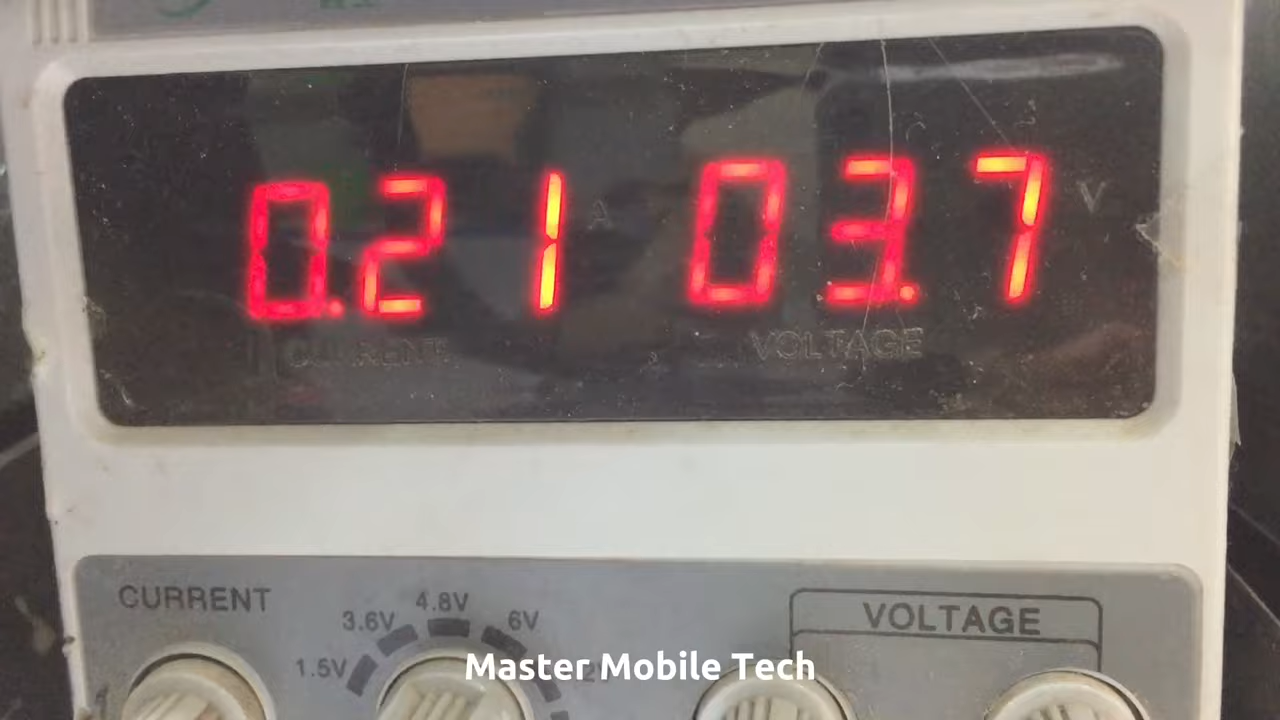 0.21 A 03.7 V
CURRENT VOLTAGE
CURRENT
3.6V 4.8V 6V
VOLTAGE
1.5V
Master Mobile Tech